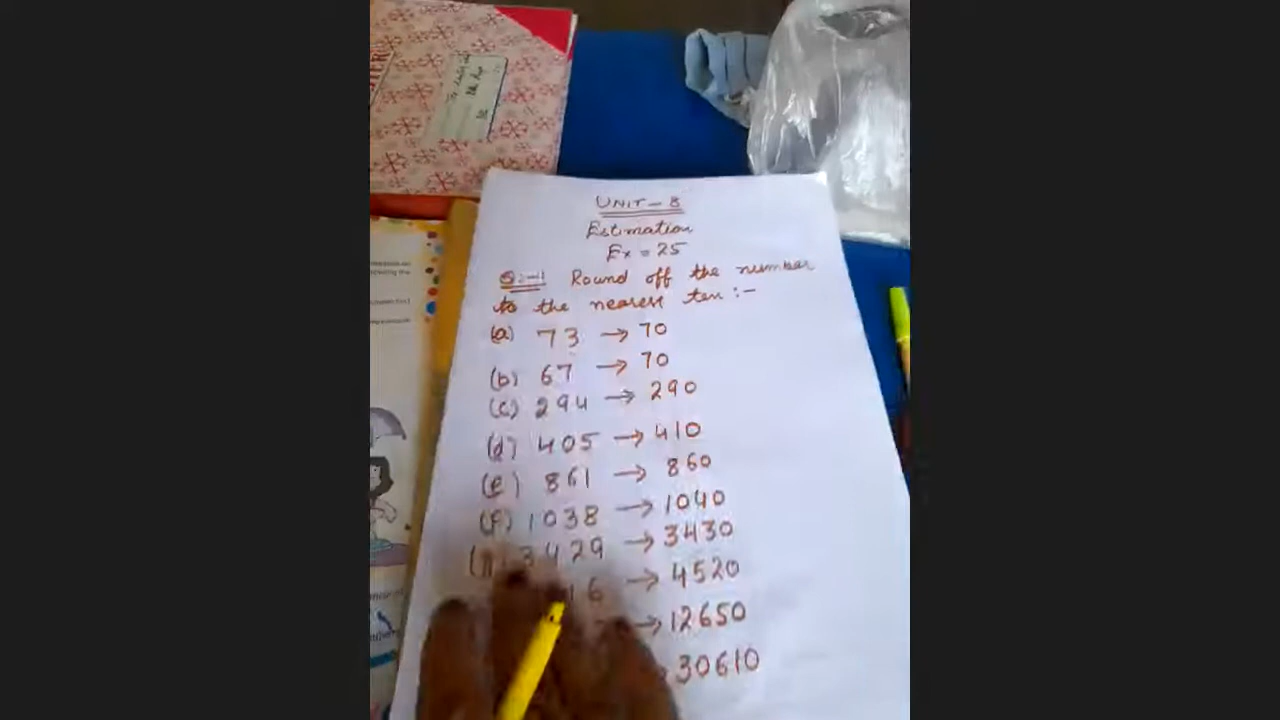 UNIT - 8
Estimation
Ex = 25
Q:-1 Round off the number
to the nearest ten :-
(a) 73 → 70
(b) 67 → 70
(c) 294 → 290
(d) 405 → 410
(e) 861 → 860
(f) 1038 → 1040
3429 → 3430
16 → 4520
→ 12650
30610